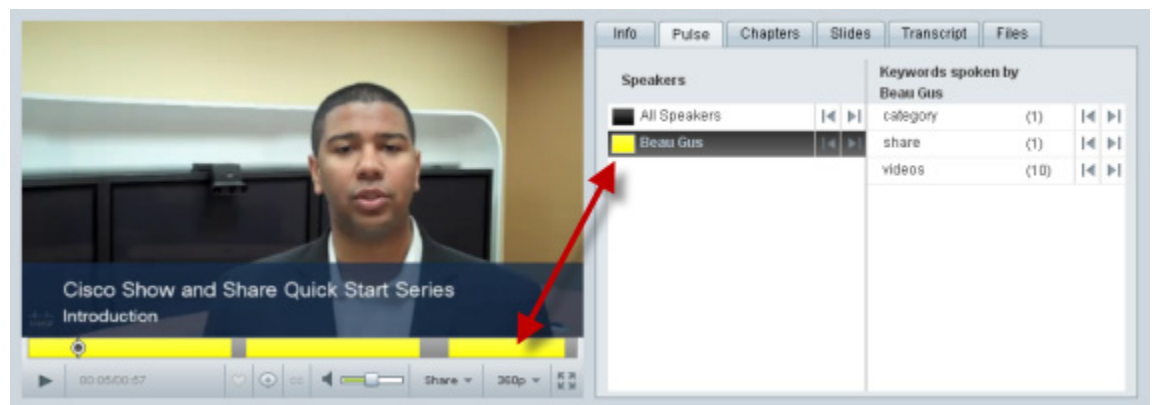 Info Pulse Chapters Slides Transcript Files
Speakers
All Speakers
Beau Gus
Keywords spoken by
Beau Gus
category (1)
share (1)
videos (10)
Cisco Show and Share Quick Start Series
Introduction
00:05/00:57 Share 360p